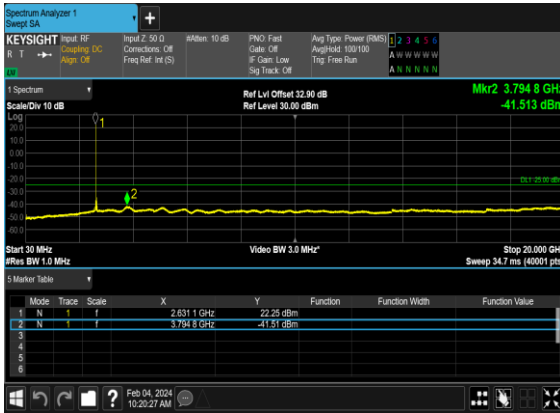 Spectrum Analyzer 1
Swept SA
+
KEYSIGHT
R T
Input: RF
Coupling: DC
Align: Off
Input Z: 50 Ω
Corrections: Off
Freq Ref: Int (S)
#Atten: 10 dB
PNO: Fast
Gate: Off
IF Gain: Low
Sig Track: Off
Avg Type: Power (RMS)
Avg|Hold: 100/100
Trig: Free Run
1 2 3 4 5 6
A W W W W W
A N N N N N
1 Spectrum
Scale/Div 10 dB
Ref Lvl Offset 32.90 dB
Ref Level 30.00 dBm
Mkr2 3.794 8 GHz
-41.513 dBm
Log
20.0
10.0
0.00
-10.0
-20.0
-30.0
-40.0
-50.0
-60.0
1
2
DL1 -25.00 dBm
Start 30 MHz
#Res BW 1.0 MHz
Video BW 3.0 MHz*
Stop 20.000 GHz
Sweep 34.7 ms (40001 pts)
5 Marker Table
Mode Trace Scale X Y Function Function Width Function Value
1 N 1 f 2.631 1 GHz 22.25 dBm
2 N 1 f 3.794 8 GHz -41.51 dBm
3
4
5
6
?
Feb 04, 2024
10:20:27 AM